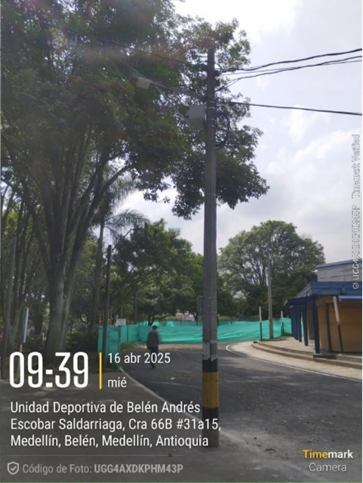 09:39
16 abr 2025
mié
Unidad Deportiva de Belén Andrés
Escobar Saldarriaga, Cra 66B #31a15,
Medellín, Belén, Medellín, Antioquia
Código de Foto: UGG4AXDKPHM43P
Timemark
Camera